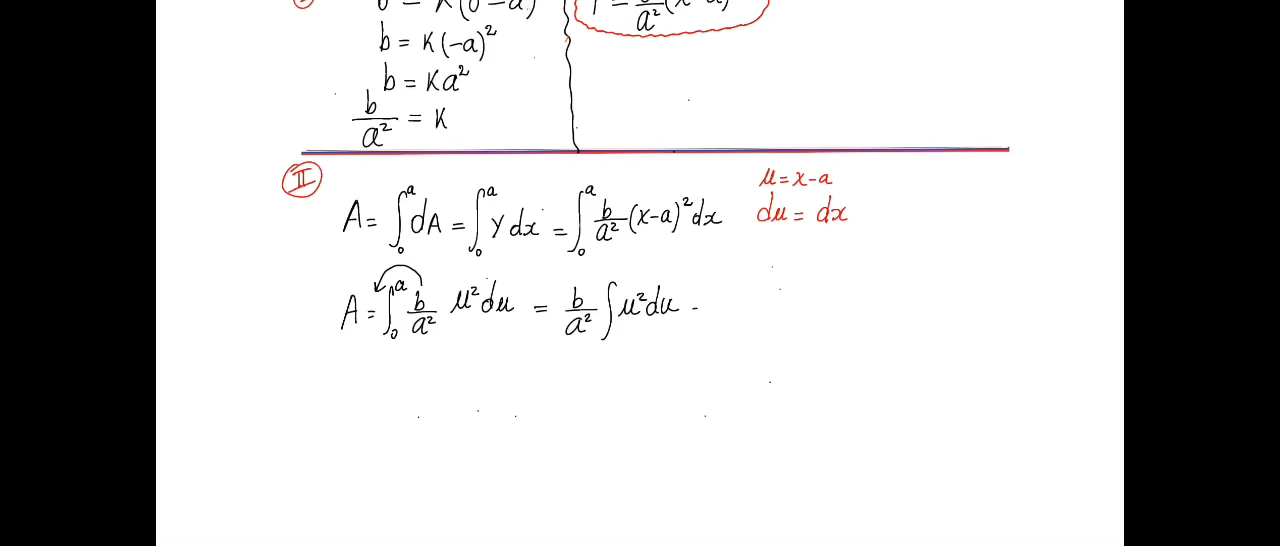 b = K(-a)²
b = Ka²
b/a² = K
II
A = ∫₀ᵃ dA = ∫₀ᵃ Y dx = ∫₀ᵃ b/a² (x-a)² dx
u = x-a
du = dx
A = ∫₀ᵃ b/a² u² du = b/a² ∫ u² du -